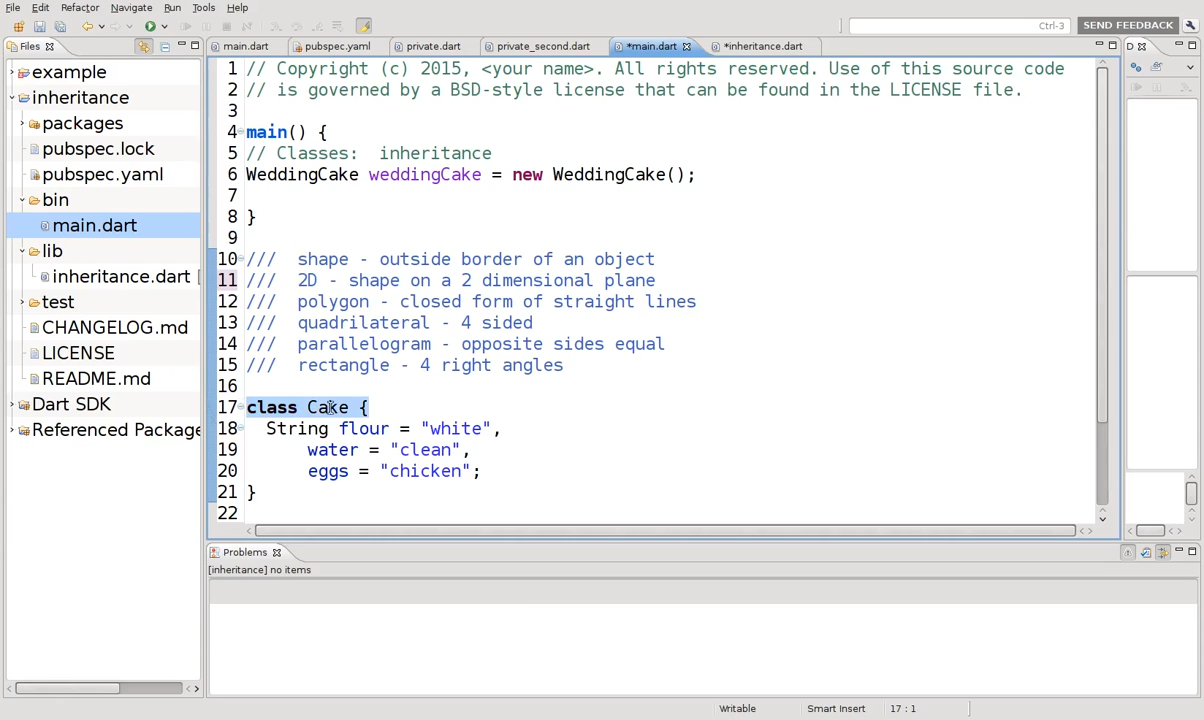 File Edit Refactor Navigate Run Tools Help
Ctrl-3 SEND FEEDBACK
Files main.dart pubspec.yaml private.dart private_second.dart *main.dart *inheritance.dart D
example
inheritance
packages
pubspec.lock
pubspec.yaml
bin
main.dart
lib
inheritance.dart [
test
CHANGELOG.md
LICENSE
README.md
Dart SDK
Referenced Package
1 // Copyright (c) 2015, <your name>. All rights reserved. Use of this source code
2 // is governed by a BSD-style license that can be found in the LICENSE file.
3
4 main() {
5 // Classes:  inheritance
6 WeddingCake weddingCake = new WeddingCake();
7
8 }
9
10 ///  shape - outside border of an object
11 ///  2D - shape on a 2 dimensional plane
12 ///  polygon - closed form of straight lines
13 ///  quadrilateral - 4 sided
14 ///  parallelogram - opposite sides equal
15 ///  rectangle - 4 right angles
16
17 class Cake {
18   String flour = "white",
19       water = "clean",
20       eggs = "chicken";
21 }
22
Problems
[inheritance] no items
Writable Smart Insert 17 : 1